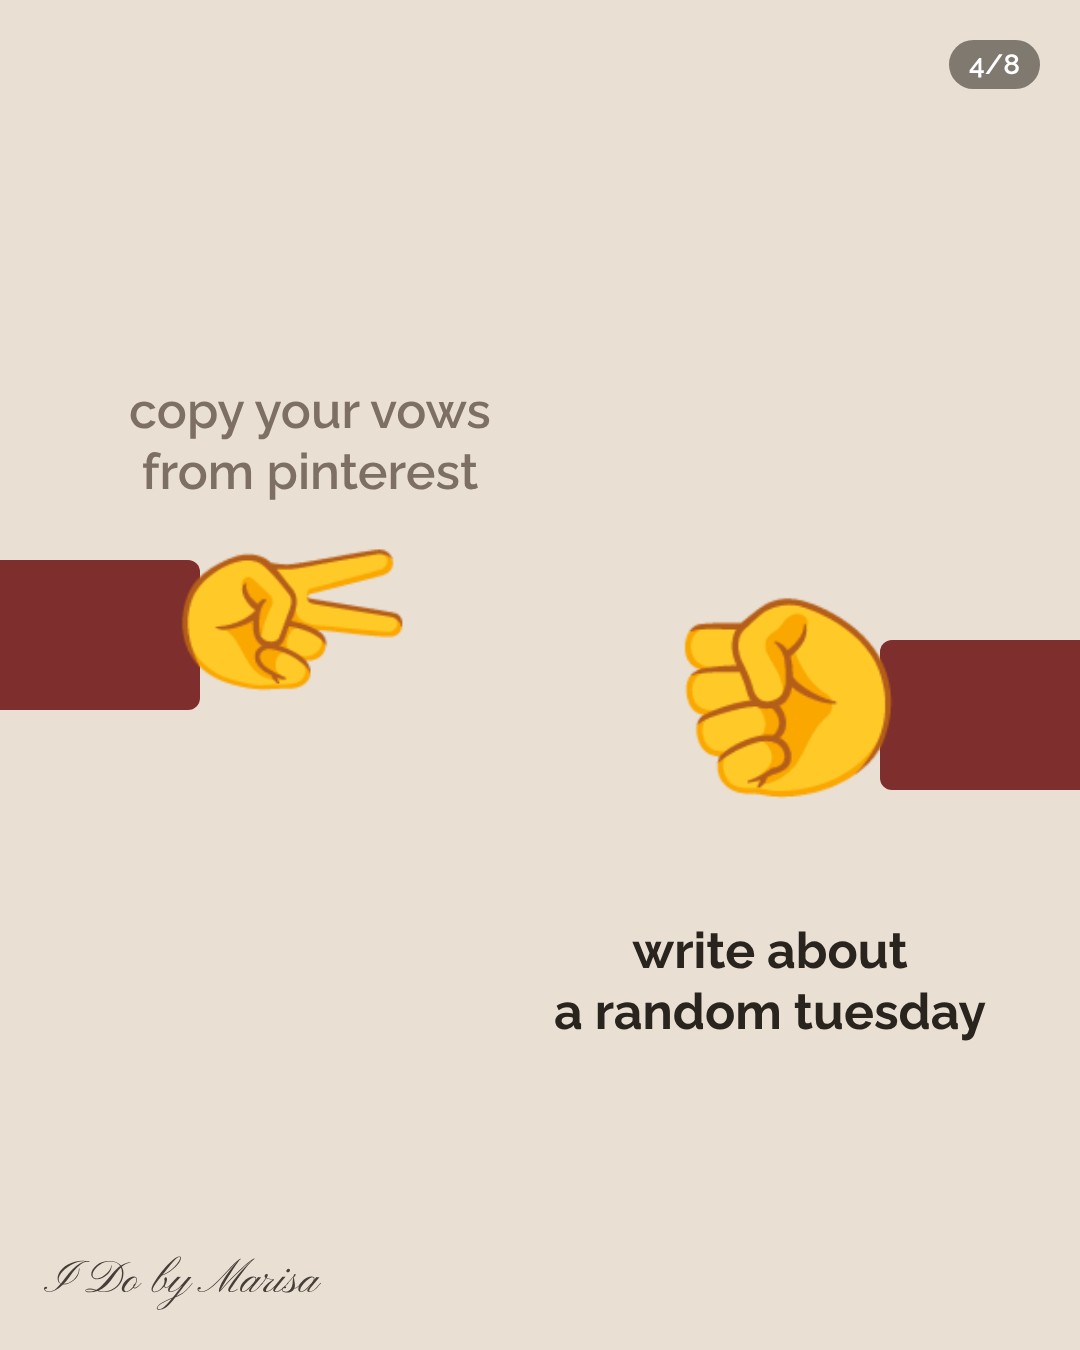 4/8
copy your vows
from pinterest
write about
a random tuesday
I Do by Marisa